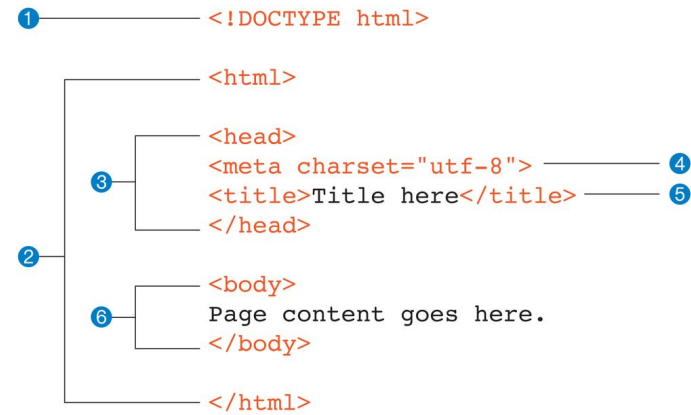 1 <!DOCTYPE html>
<html>
<head>
<meta charset="utf-8"> 4
3
<title>Title here</title> 5
</head>
2
<body>
6 Page content goes here.
</body>
</html>